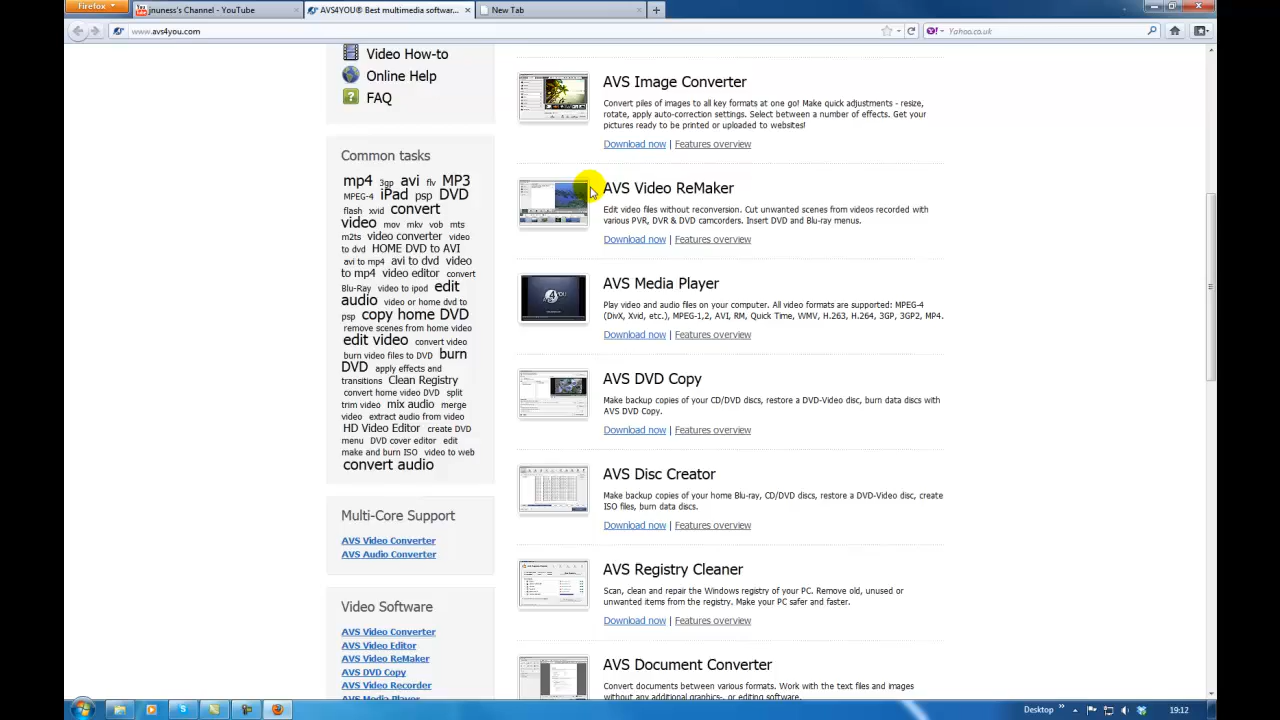 Firefox
jnuness's Channel - YouTube
AVS4YOU® Best multimedia softwar...
New Tab
www.avs4you.com
Yahoo.co.uk
Video How-to
Online Help
FAQ
Common tasks
mp4 3gp avi flv MP3
MPEG-4 iPad psp DVD
flash xvid convert
video mov mkv vob mts
m2ts video converter video
to dvd HOME DVD to AVI
avi to mp4 avi to dvd video
to mp4 video editor convert
Blu-Ray video to ipod edit
audio video or home dvd to
psp copy home DVD
remove scenes from home video
edit video convert video
burn video files to DVD burn
DVD apply effects and
transitions Clean Registry
convert home video DVD split
trim video mix audio merge
video extract audio from video
HD Video Editor create DVD
menu DVD cover editor edit
make and burn ISO video to web
convert audio
Multi-Core Support
AVS Video Converter
AVS Audio Converter
Video Software
AVS Video Converter
AVS Video Editor
AVS Video ReMaker
AVS DVD Copy
AVS Video Recorder
AVS Media Player
AVS Image Converter
Convert piles of images to all key formats at one go! Make quick adjustments - resize,
rotate, apply auto-correction settings. Select between a number of effects. Get your
pictures ready to be printed or uploaded to websites!
Download now | Features overview
AVS Video ReMaker
Edit video files without reconversion. Cut unwanted scenes from videos recorded with
various PVR, DVR & DVD camcorders. Insert DVD and Blu-ray menus.
Download now | Features overview
AVS Media Player
Play video and audio files on your computer. All video formats are supported: MPEG-4
(DivX, Xvid, etc.), MPEG-1,2, AVI, RM, Quick Time, WMV, H.263, H.264, 3GP, 3GP2, MP4.
Download now | Features overview
AVS DVD Copy
Make backup copies of your CD/DVD discs, restore a DVD-Video disc, burn data discs with
AVS DVD Copy.
Download now | Features overview
AVS Disc Creator
Make backup copies of your home Blu-ray, CD/DVD discs, restore a DVD-Video disc, create
ISO files, burn data discs.
Download now | Features overview
AVS Registry Cleaner
Scan, clean and repair the Windows registry of your PC. Remove old, unused or
unwanted items from the registry. Make your PC safer and faster.
Download now | Features overview
AVS Document Converter
Convert documents between various formats. Work with the text files and images
without any additional graphics-, or editing software.
Desktop
19:12